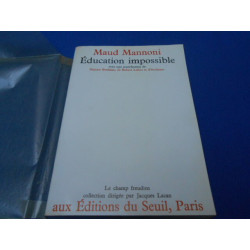 Maud Mannoni
Éducation impossible
Le champ freudien
collection dirigée par Jacques Lacan
aux Éditions du Seuil, Paris